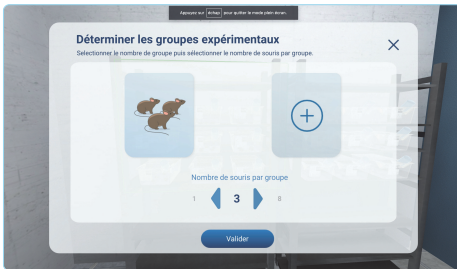 Appuyez sur échap pour quitter le mode plein écran.
Déterminer les groupes expérimentaux
Selectionner le nombre de groupe puis sélectionner le nombre de souris par groupe.
Nombre de souris par groupe
1 3 8
Valider